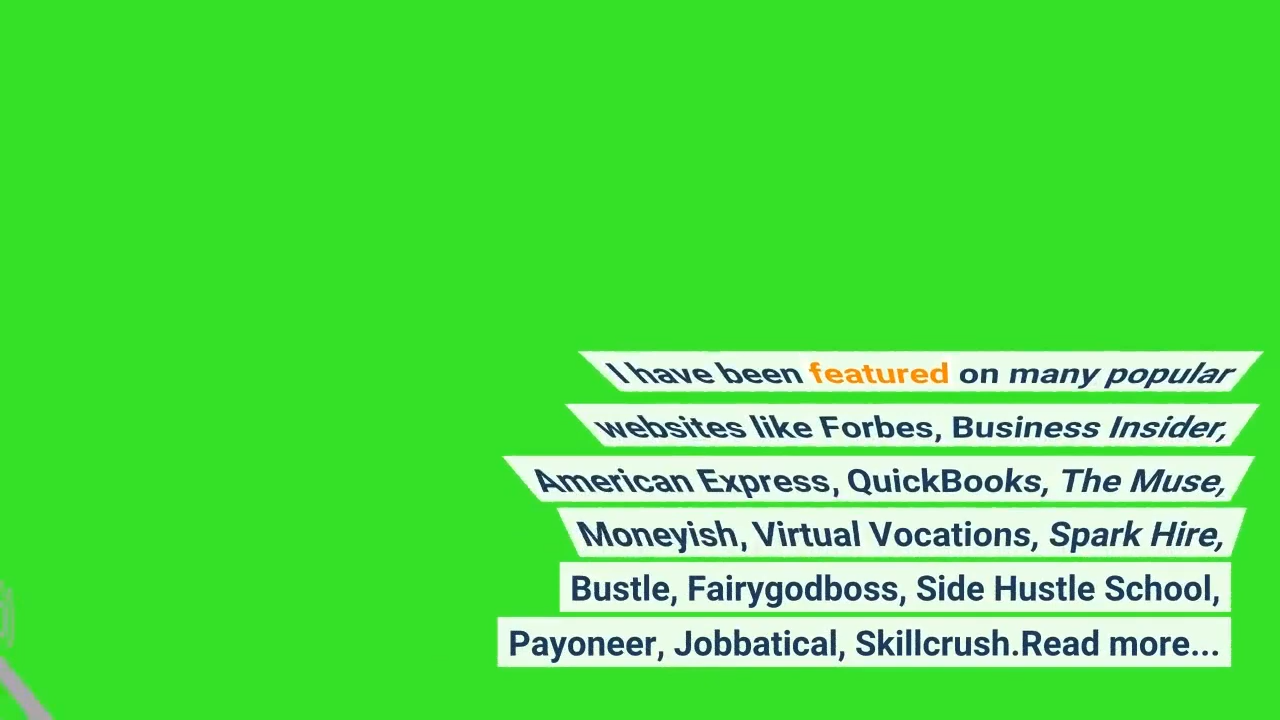 I have been featured on many popular
websites like Forbes, Business Insider,
American Express, QuickBooks, The Muse,
Moneyish, Virtual Vocations, Spark Hire,
Bustle, Fairygodboss, Side Hustle School,
Payoneer, Jobbatical, Skillcrush.Read more...